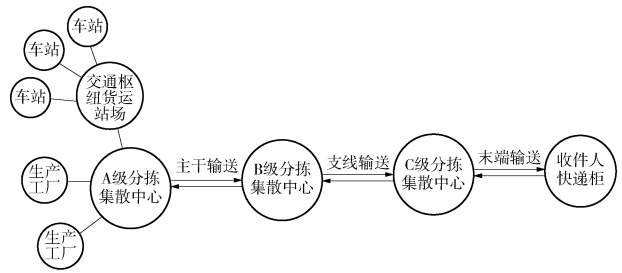 车站
车站
车站
交通枢
纽货运
站场
生产
工厂
生产
工厂
A级分拣
集散中心
主干输送
B级分拣
集散中心
支线输送
C级分拣
集散中心
末端输送
收件人
快递柜